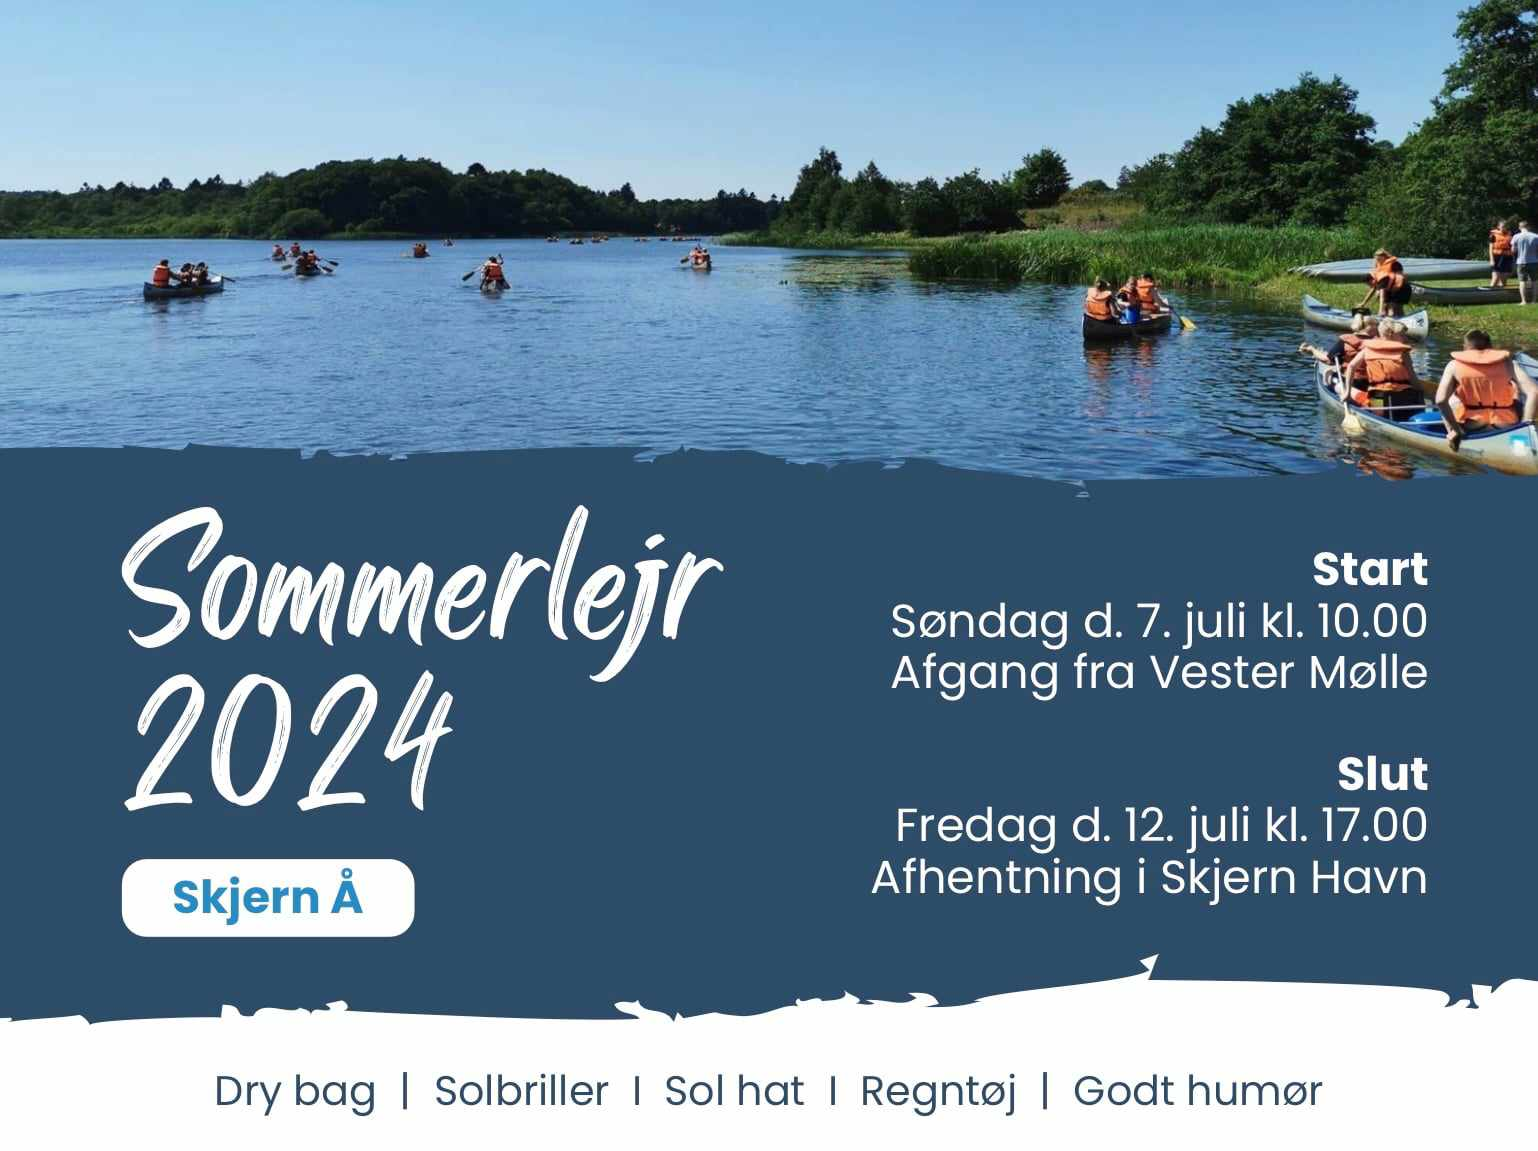 Sommerlejr
2024
Skjern Å
Start
Søndag d. 7. juli kl. 10.00
Afgang fra Vester Mølle
Slut
Fredag d. 12. juli kl. 17.00
Afhentning i Skjern Havn
Dry bag | Solbriller I Sol hat I Regntøj | Godt humør